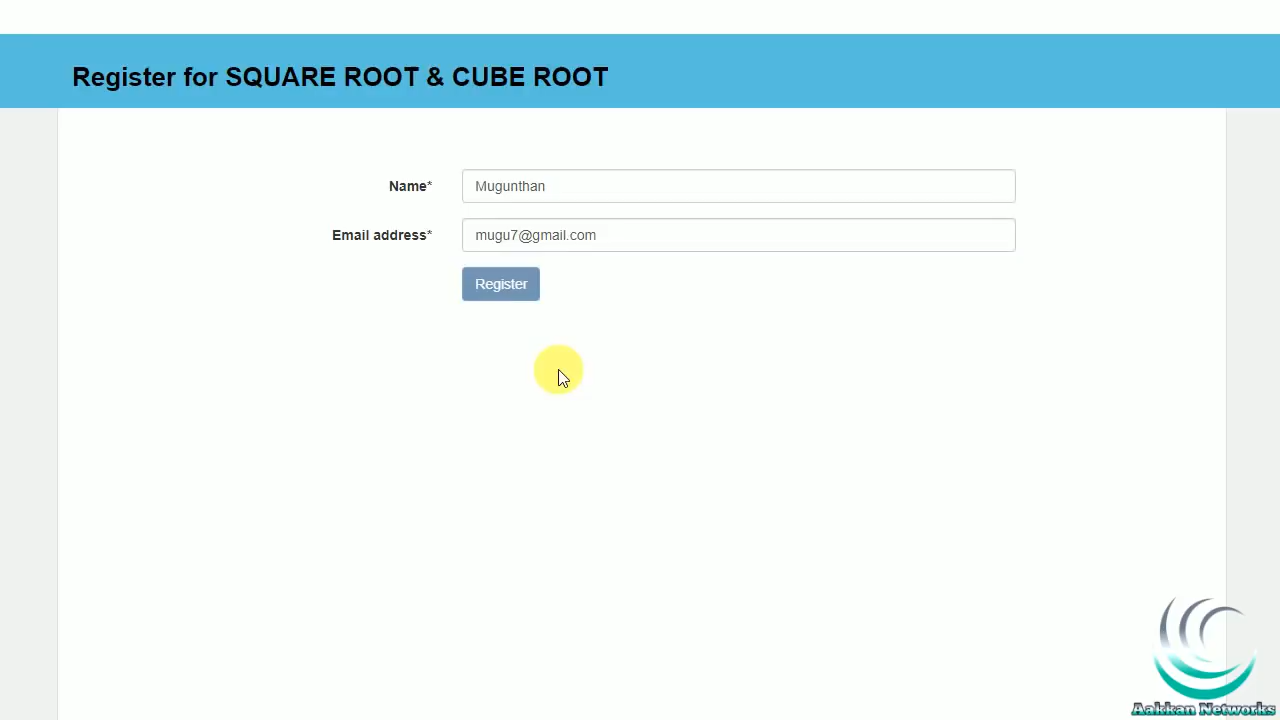 Register for SQUARE ROOT & CUBE ROOT
Name*
Mugunthan
Email address*
mugu7@gmail.com
Register
Aakkan Networks